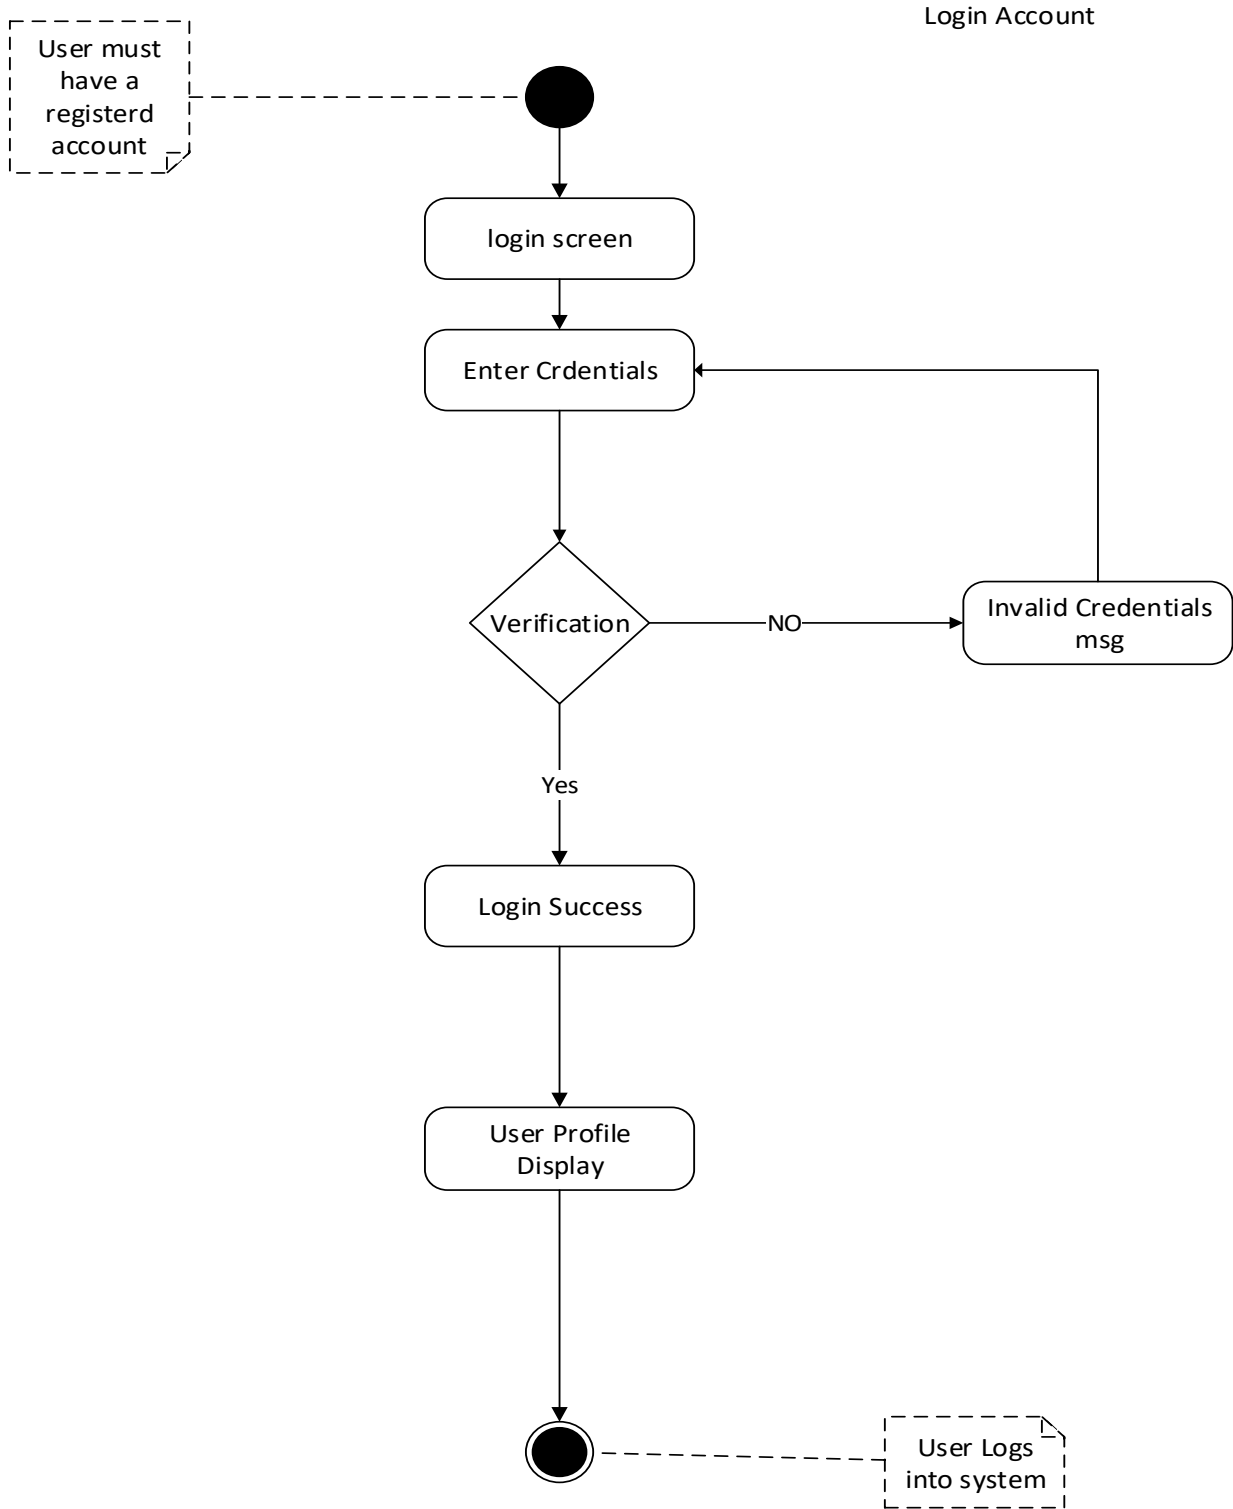 Login Account
User must
have a
registerd
account
login screen
Enter Crdentials
Verification
NO
Invalid Credentials
msg
Yes
Login Success
User Profile
Display
User Logs
into system